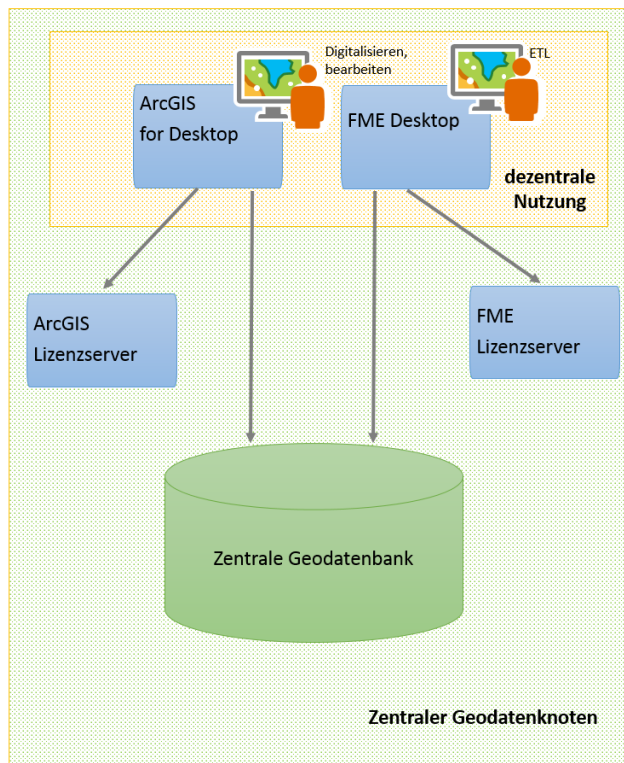 Digitalisieren,
bearbeiten
ETL
ArcGIS
for Desktop
FME Desktop
dezentrale
Nutzung
ArcGIS
Lizenzserver
FME
Lizenzserver
Zentrale Geodatenbank
Zentraler Geodatenknoten